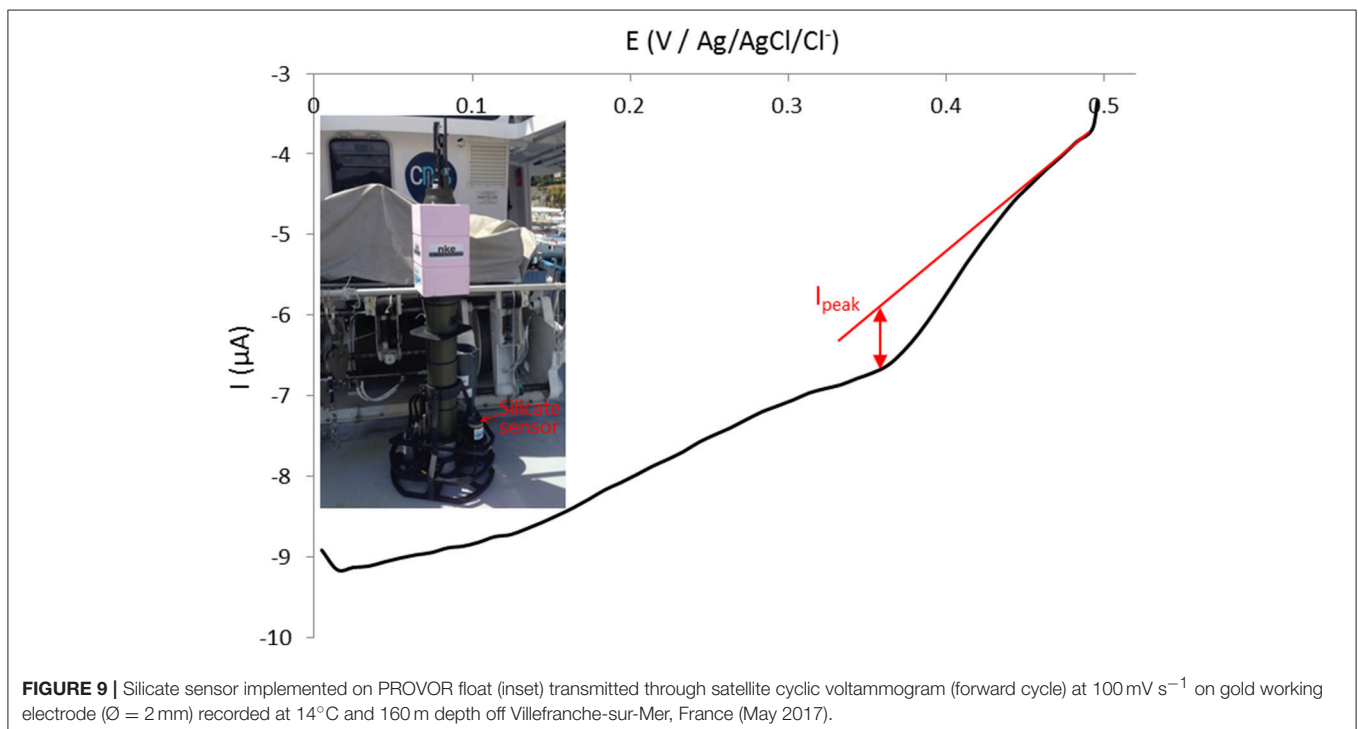 E (V / Ag/AgCl/Cl⁻)
-3
0
0.1
0.2
0.3
0.4
0.5
-4
-5
-6
-7
-8
-9
-10
I (µA)
I_peak
nke
Silicate
sensor
FIGURE 9 | Silicate sensor implemented on PROVOR float (inset) transmitted through satellite cyclic voltammogram (forward cycle) at 100 mV s⁻¹ on gold working
electrode (Ø = 2 mm) recorded at 14°C and 160 m depth off Villefranche-sur-Mer, France (May 2017).